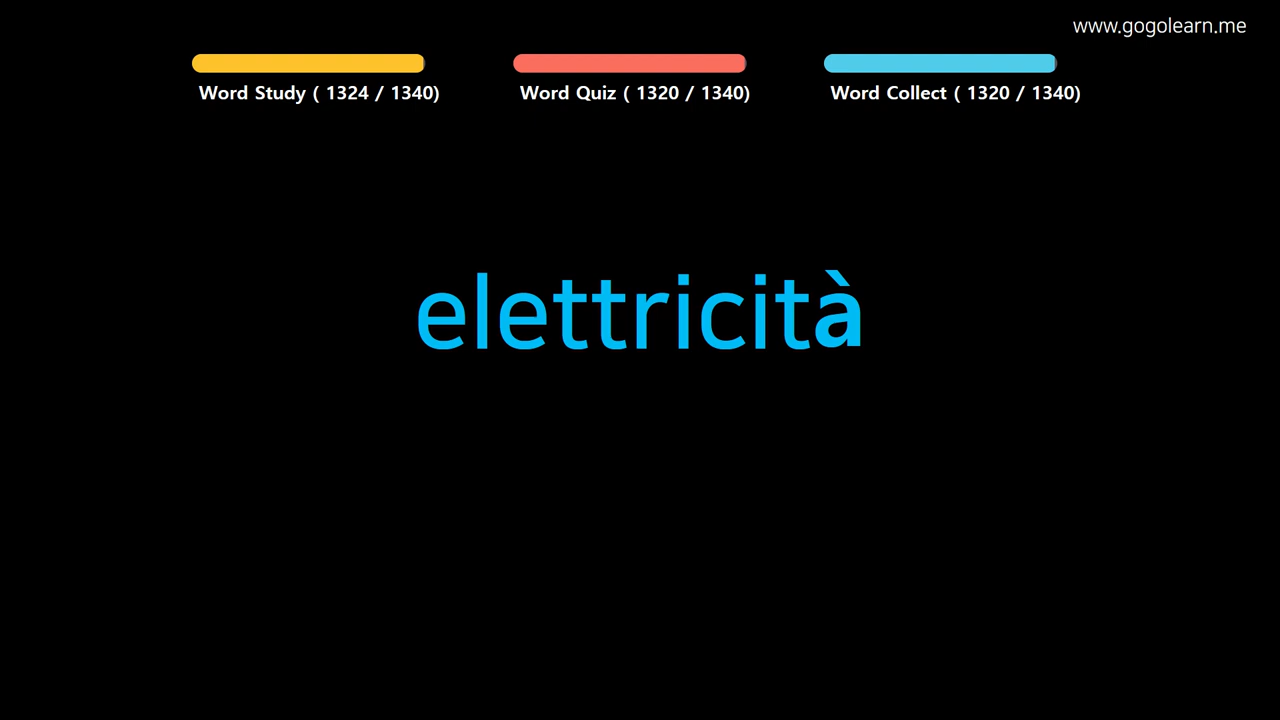 www.gogolearn.me
Word Study ( 1324 / 1340)
Word Quiz ( 1320 / 1340)
Word Collect ( 1320 / 1340)
elettricità